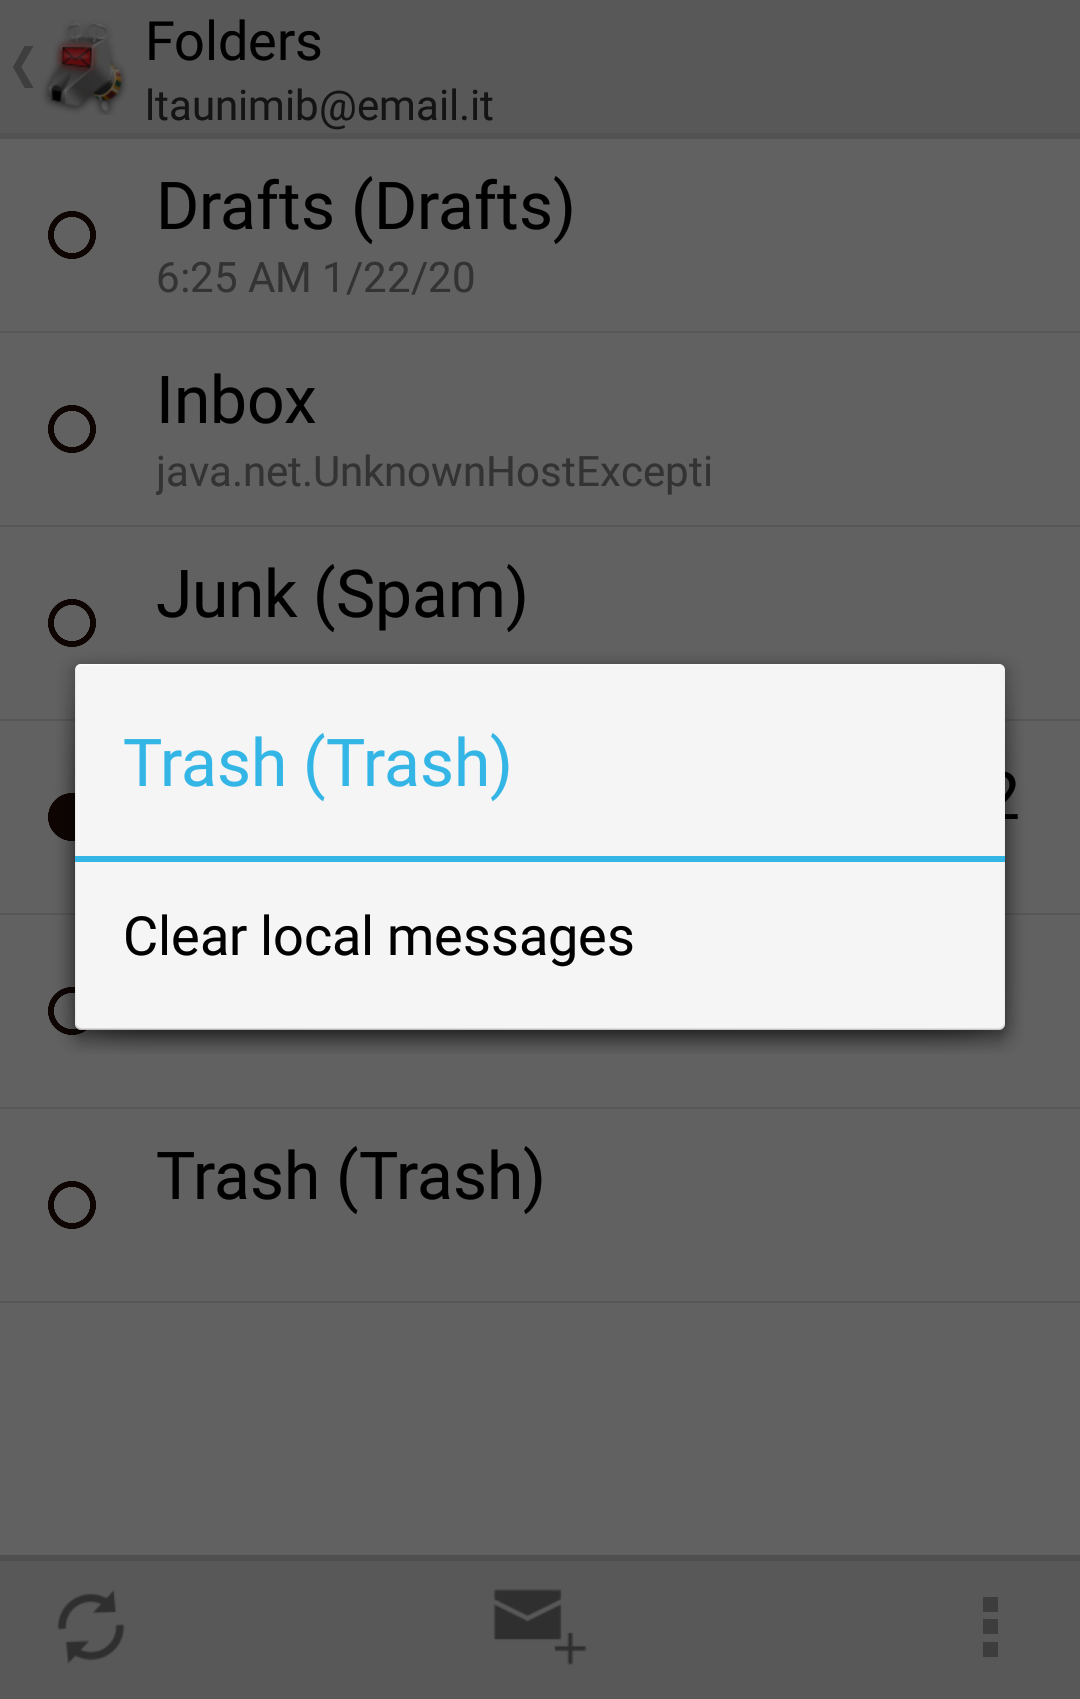 Folders
ltaunimib@email.it
Drafts (Drafts)
6:25 AM 1/22/20
Inbox
java.net.UnknownHostExcepti
Junk (Spam)
Trash (Trash)
Clear local messages
Trash (Trash)